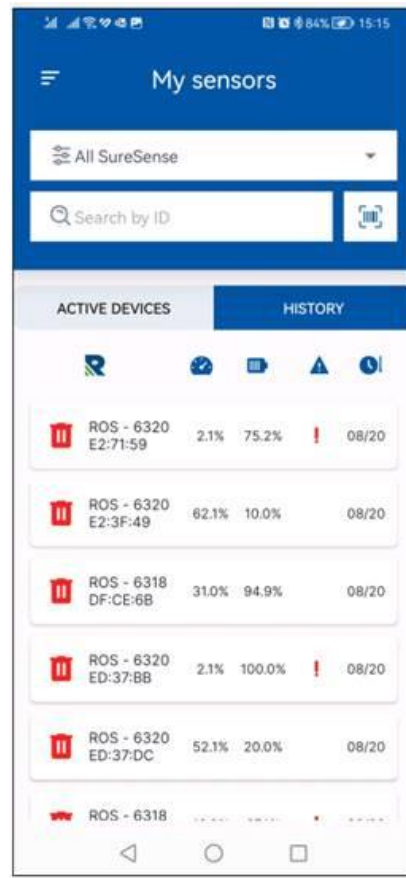 84% 15:15
My sensors
All SureSense
Search by ID
ACTIVE DEVICES HISTORY
ROS - 6320 2.1% 75.2% ! 08/20
E2:71:59
ROS - 6320 62.1% 10.0% 08/20
E2:3F:49
ROS - 6318 31.0% 94.9% 08/20
DF:CE:6B
ROS - 6320 2.1% 100.0% ! 08/20
ED:37:BB
ROS - 6320 52.1% 20.0% 08/20
ED:37:DC
ROS - 6318